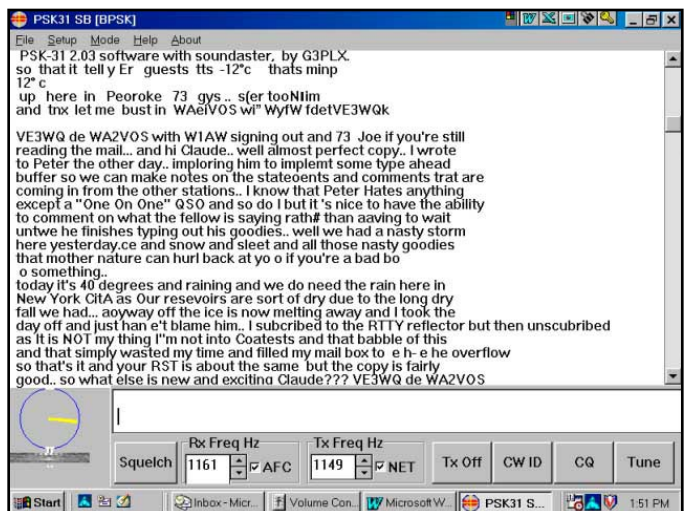 PSK31 SB [BPSK]
File Setup Mode Help About
PSK-31 2.03 software with soundaster, by G3PLX.
so that it tell y Er guests tts -12°c thats minp
12° c
up here in Peoroke 73 gys.. s(er tooNIim
and tnx let me bust in WAeiVOS wi" WyfW fdetVE3WQk
VE3WQ de WA2VOS with W1AW signing out and 73 Joe if you're still
reading the mail... and hi Claude.. well almost perfect copy.. I wrote
to Peter the other day.. imploring him to implemt some type ahead
buffer so we can make notes on the stateoents and comments trat are
coming in from the other stations.. I know that Peter Hates anything
except a "One On One" QSO and so do I but it 's nice to have the ability
to comment on what the fellow is saying rath# than aaving to wait
untwe he finishes typing out his goodies.. well we had a nasty storm
here yesterday.ce and snow and sleet and all those nasty goodies
that mother nature can hurl back at yo o if you're a bad bo
o something..
today it's 40 degrees and raining and we do need the rain here in
New York CitA as Our resevoirs are sort of dry due to the long dry
fall we had... aoyway off the ice is now melting away and I took the
day off and just han e't blame him.. I subcribed to the RTTY reflector but then unscubribed
as It is NOT my thing I"m not into Coatests and that babble of this
and that simply wasted my time and filled my mail box to e h- e he overflow
so that's it and your RST is about the same but the copy is fairly
good.. so what else is new and exciting Claude??? VE3WQ de WA2VOS
Rx Freq Hz Tx Freq Hz
Squelch 1161 AFC 1149 NET Tx Off CW ID CQ Tune
Start Inbox - Micr... Volume Con... Microsoft W... PSK31 S... 1:51 PM